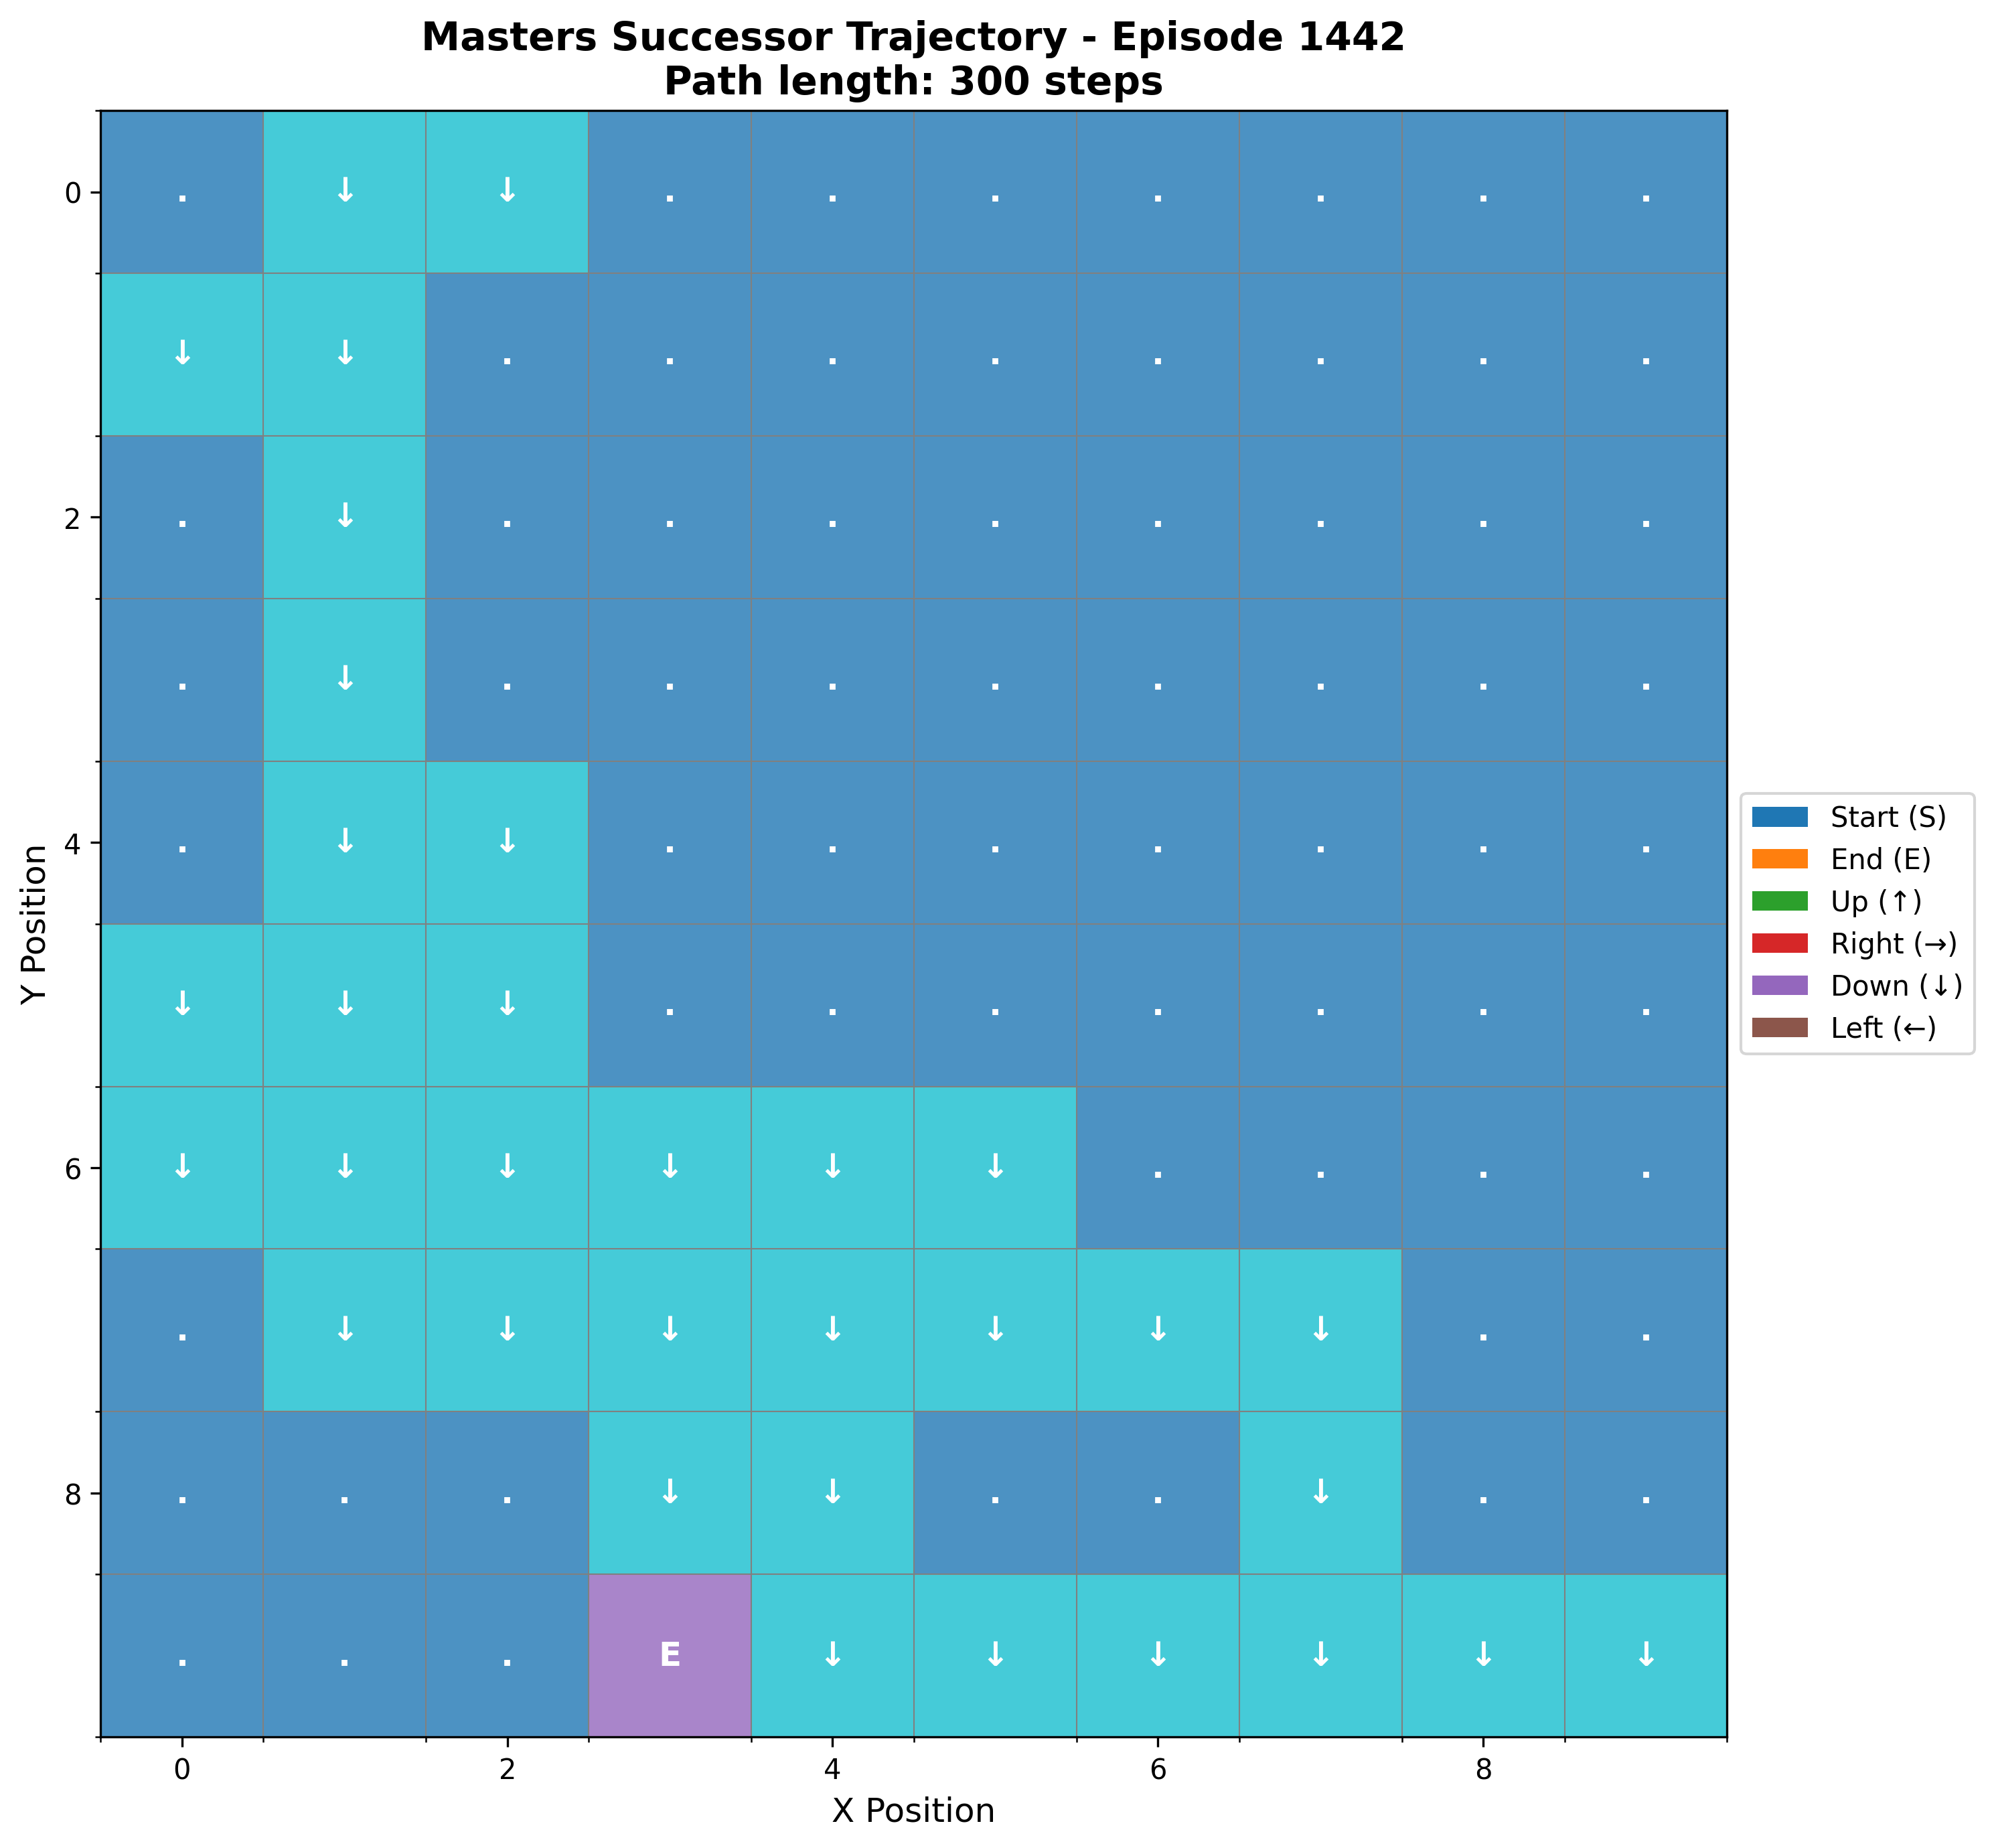 Masters Successor Trajectory - Episode 1442
Path length: 300 steps
0 . ↓ ↓ . . . . . . .
↓ ↓ . . . . . . . .
2 . ↓ . . . . . . . .
. ↓ . . . . . . . .
4 . ↓ ↓ . . . . . . .
↓ ↓ ↓ . . . . . . .
6 ↓ ↓ ↓ ↓ ↓ ↓ . . . .
. ↓ ↓ ↓ ↓ ↓ ↓ ↓ . .
8 . . . ↓ ↓ . . ↓ . .
. . . E ↓ ↓ ↓ ↓ ↓ ↓
0 2 4 6 8
X Position
Y Position
Start (S)
End (E)
Up (↑)
Right (→)
Down (↓)
Left (←)